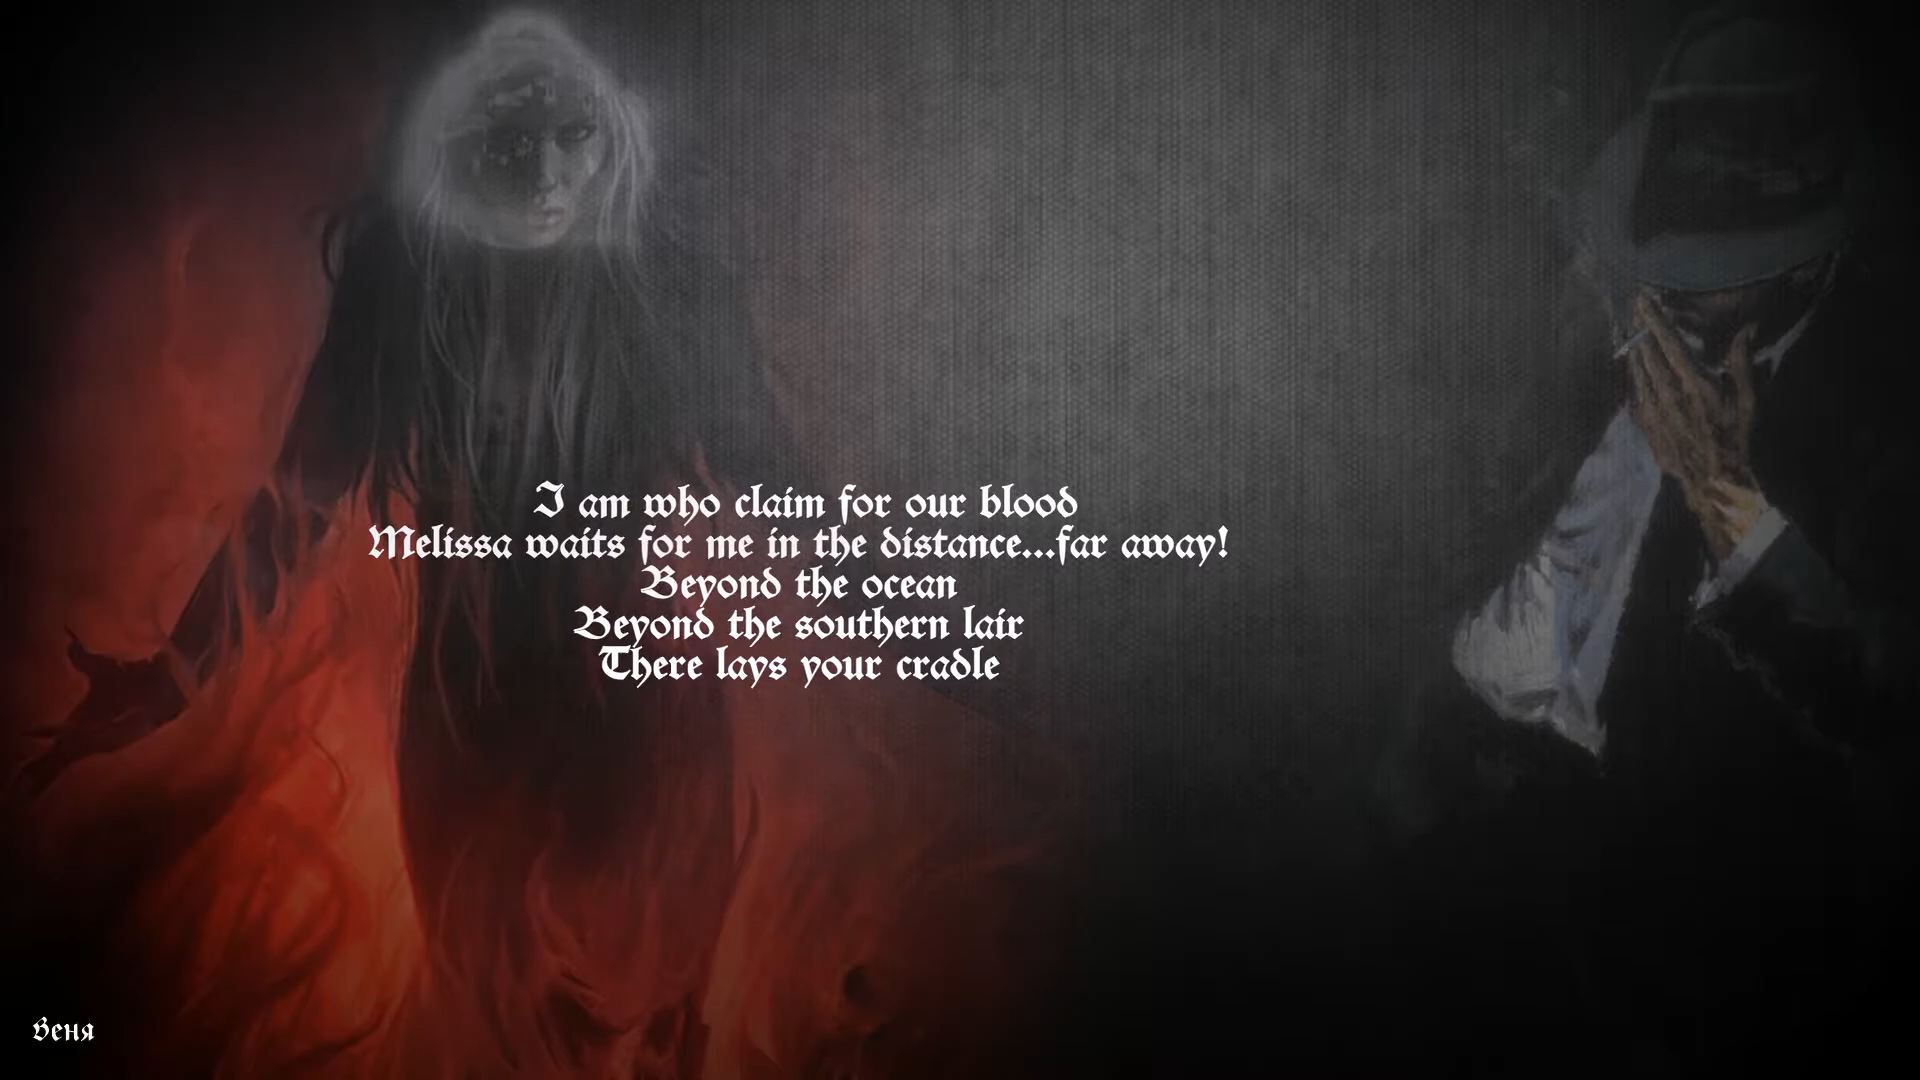 I am who claim for our blood
Melissa waits for me in the distance...far away!
Beyond the ocean
Beyond the southern lair
There lays your cradle
Веня